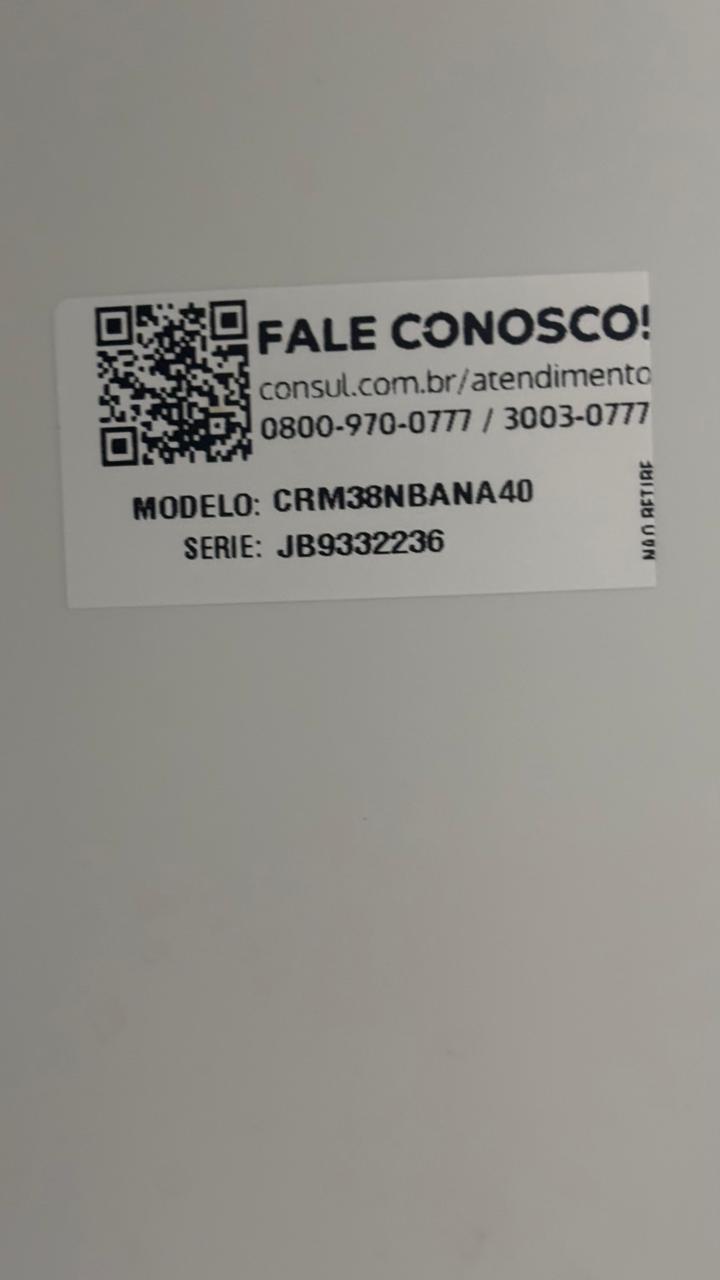 FALE CONOSCO!
consul.com.br/atendimento
0800-970-0777 / 3003-0777
MODELO: CRM38NBANA40
SERIE: JB9332236
NÃO RETIRE